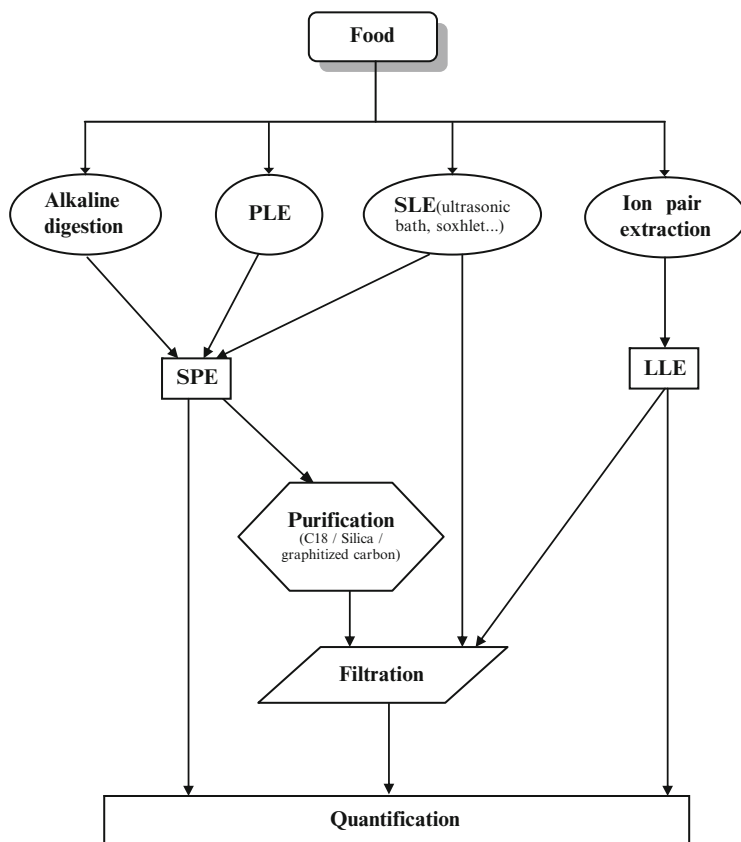 Food
Alkaline
digestion
PLE
SLE(ultrasonic
bath, soxhlet...)
Ion pair
extraction
SPE
LLE
Purification
(C18 / Silica /
graphitized carbon)
Filtration
Quantification